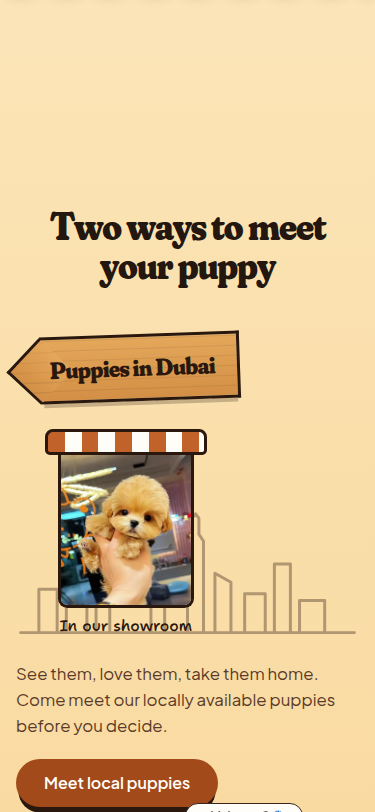 Two ways to meet
your puppy
Puppies in Dubai
In our showroom
See them, love them, take them home.
Come meet our locally available puppies
before you decide.
Meet local puppies